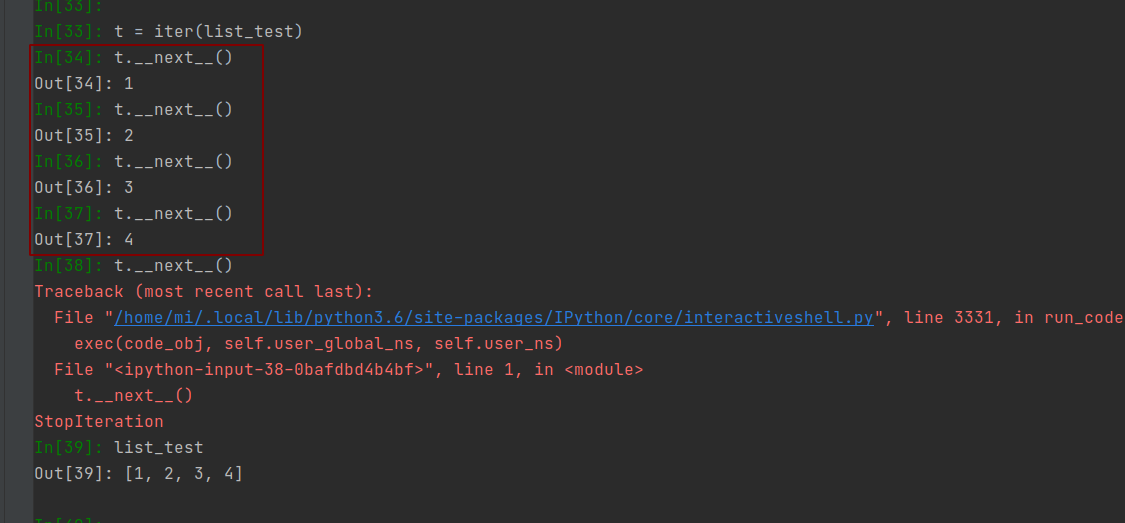 In[33]:
In[33]: t = iter(list_test)
In[34]: t.__next__()
Out[34]: 1
In[35]: t.__next__()
Out[35]: 2
In[36]: t.__next__()
Out[36]: 3
In[37]: t.__next__()
Out[37]: 4
In[38]: t.__next__()
Traceback (most recent call last):
  File "/home/mi/.local/lib/python3.6/site-packages/IPython/core/interactiveshell.py", line 3331, in run_code
    exec(code_obj, self.user_global_ns, self.user_ns)
  File "<ipython-input-38-0bafdbd4b4bf>", line 1, in <module>
    t.__next__()
StopIteration
In[39]: list_test
Out[39]: [1, 2, 3, 4]
In[40]: